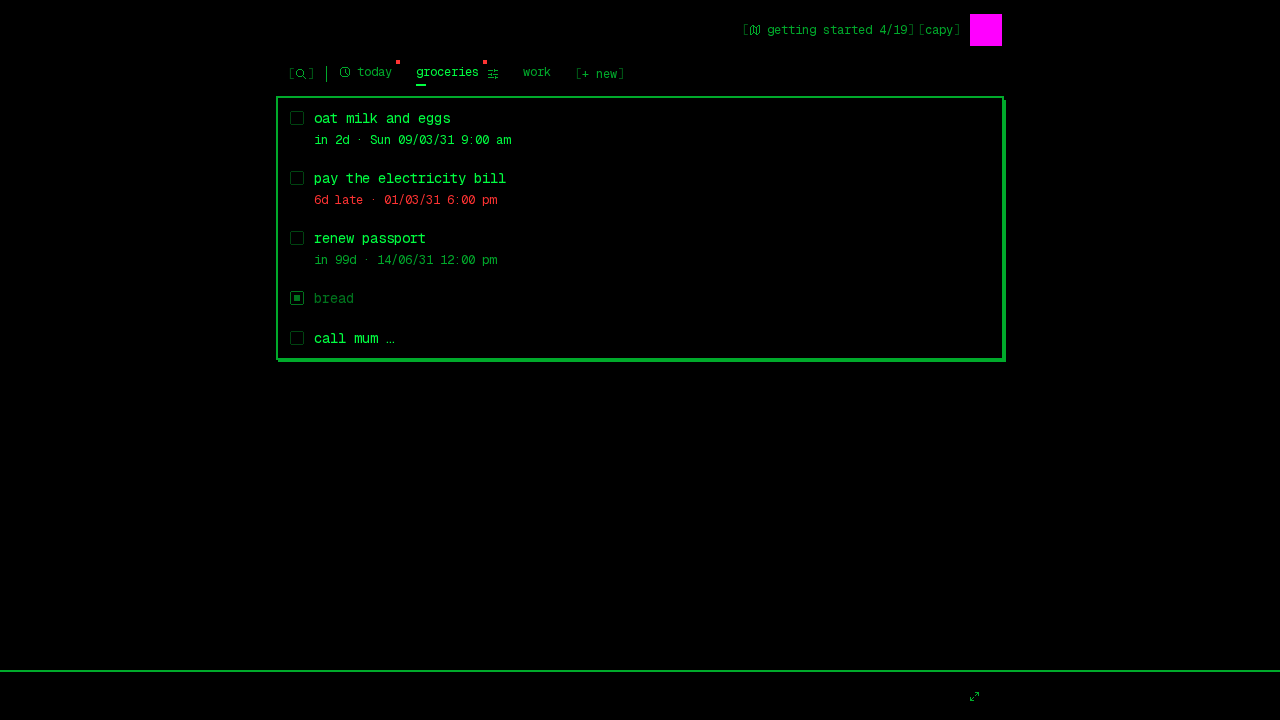 [getting started 4/19] [capy]
[] today groceries work [+ new]
oat milk and eggs
in 2d · Sun 09/03/31 9:00 am
pay the electricity bill
6d late · 01/03/31 6:00 pm
renew passport
in 99d · 14/06/31 12:00 pm
bread
call mum …